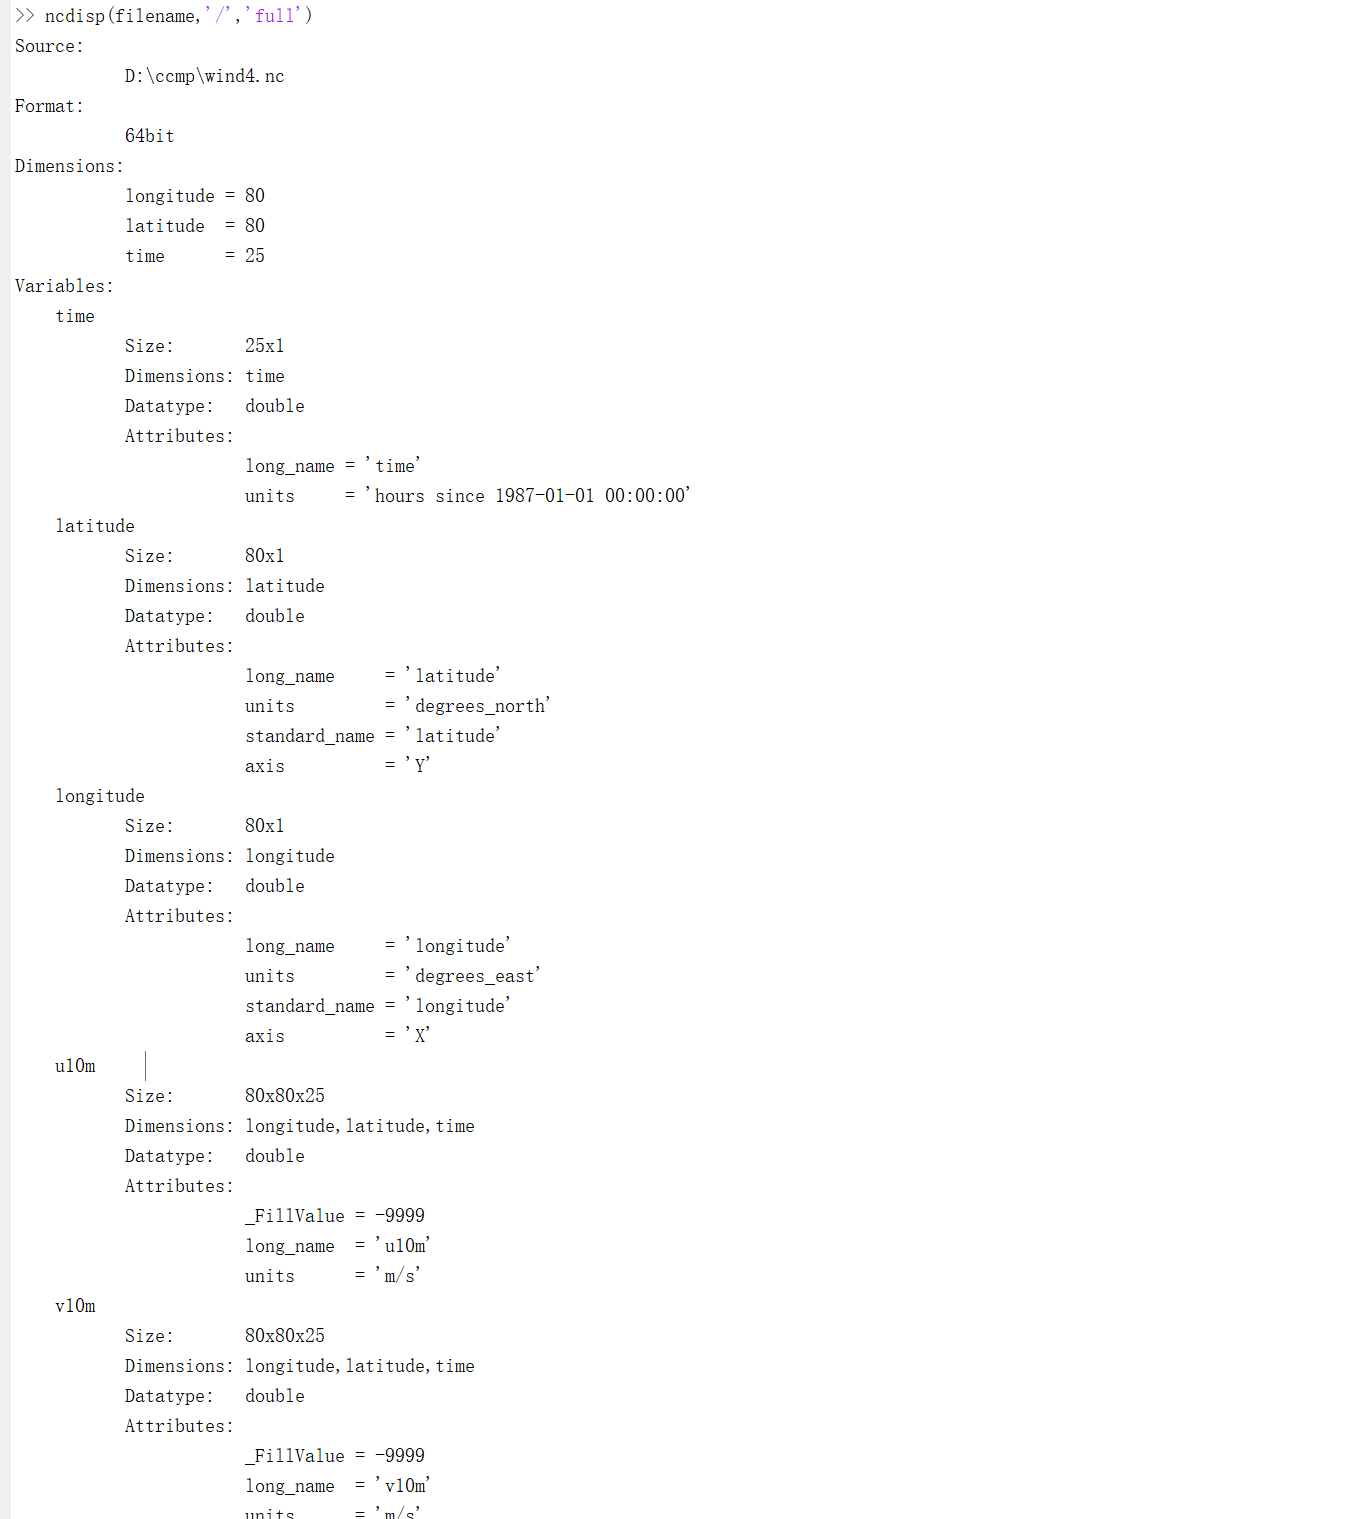 >> ncdisp(filename,'/','full')
Source:
D:\ccmp\wind4.nc
Format:
64bit
Dimensions:
longitude = 80
latitude  = 80
time      = 25
Variables:
time
Size:       25x1
Dimensions: time
Datatype:   double
Attributes:
long_name = 'time'
units     = 'hours since 1987-01-01 00:00:00'
latitude
Size:       80x1
Dimensions: latitude
Datatype:   double
Attributes:
long_name     = 'latitude'
units         = 'degrees_north'
standard_name = 'latitude'
axis          = 'Y'
longitude
Size:       80x1
Dimensions: longitude
Datatype:   double
Attributes:
long_name     = 'longitude'
units         = 'degrees_east'
standard_name = 'longitude'
axis          = 'X'
u10m
Size:       80x80x25
Dimensions: longitude,latitude,time
Datatype:   double
Attributes:
_FillValue = -9999
long_name  = 'u10m'
units      = 'm/s'
v10m
Size:       80x80x25
Dimensions: longitude,latitude,time
Datatype:   double
Attributes:
_FillValue = -9999
long_name  = 'v10m'
units      = 'm/s'